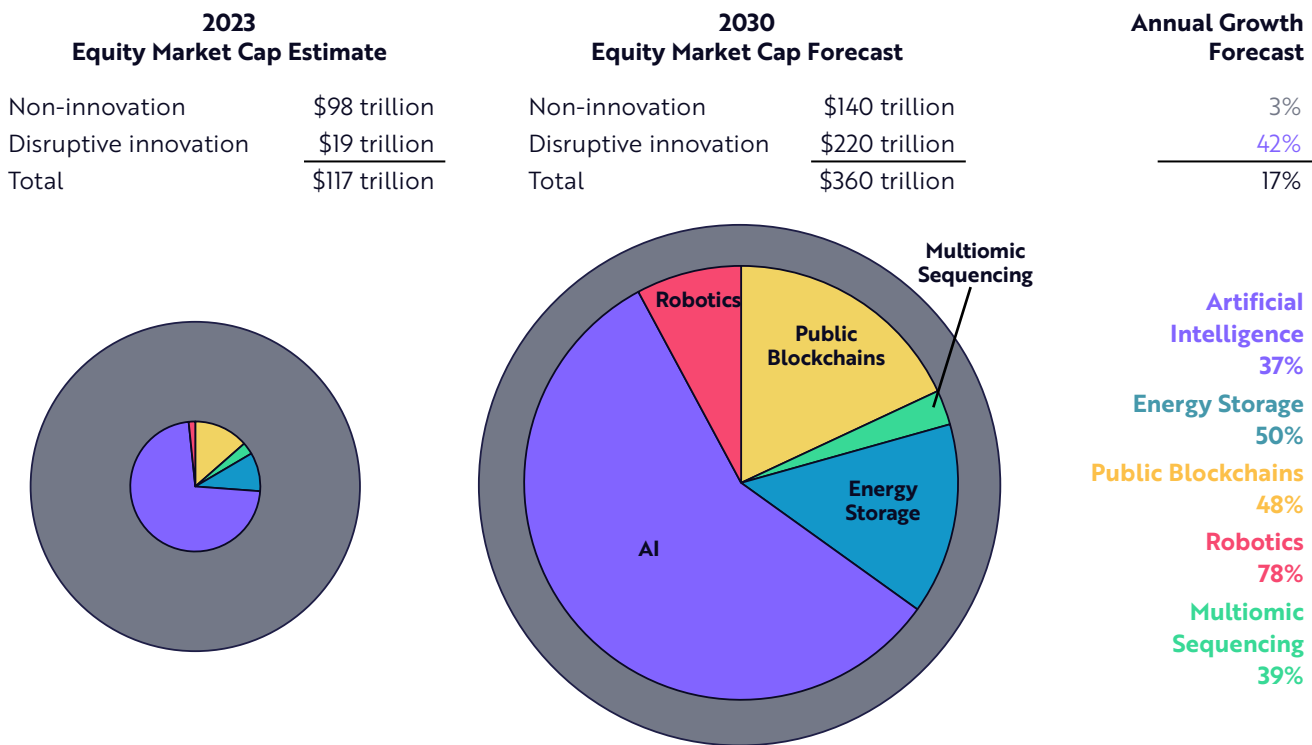 2023
Equity Market Cap Estimate
Non-innovation $98 trillion
Disruptive innovation $19 trillion
Total $117 trillion
2030
Equity Market Cap Forecast
Non-innovation $140 trillion
Disruptive innovation $220 trillion
Total $360 trillion
Annual Growth
Forecast
3%
42%
17%
Multiomic
Sequencing
Robotics
Public
Blockchains
Energy
Storage
AI
Artificial
Intelligence
37%
Energy Storage
50%
Public Blockchains
48%
Robotics
78%
Multiomic
Sequencing
39%